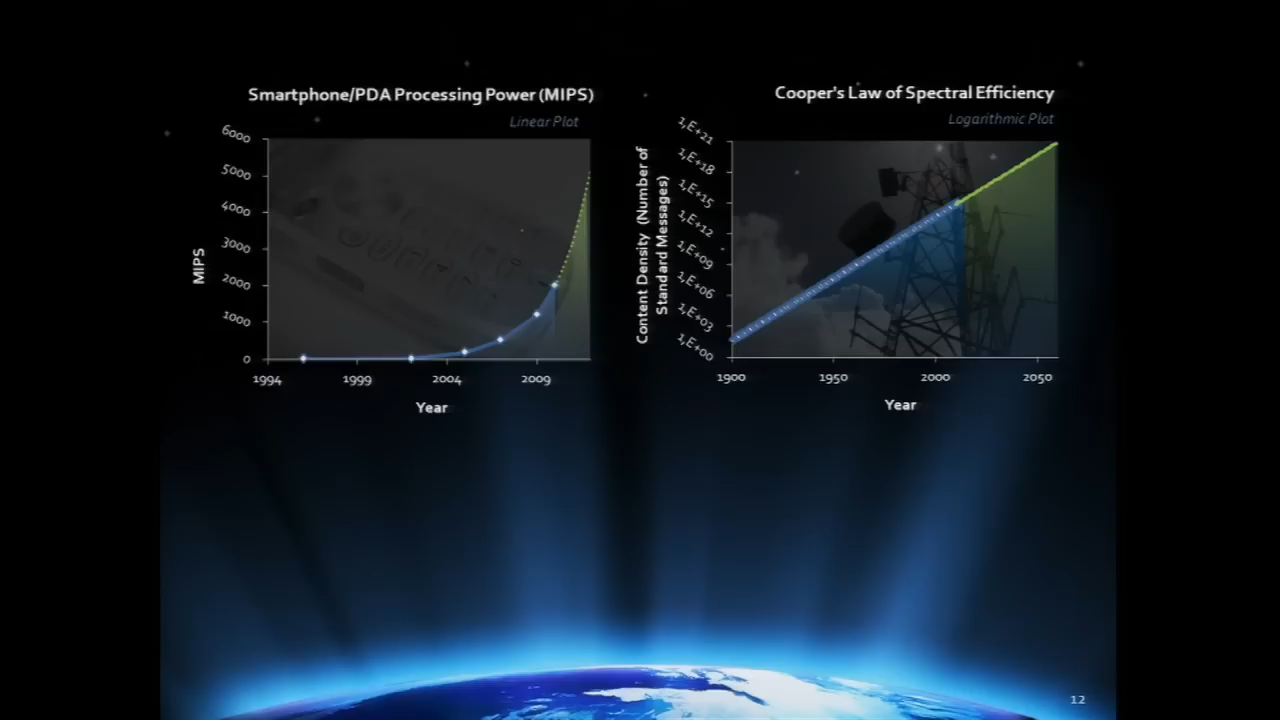 Smartphone/PDA Processing Power (MIPS)
Linear Plot
6000
5000
4000
3000
2000
1000
0
MIPS
1994
1999
2004
2009
Year
Cooper's Law of Spectral Efficiency
Logarithmic Plot
1,E+21
1,E+18
1,E+15
1,E+12
1,E+09
1,E+06
1,E+03
1,E+00
Content Density (Number of
Standard Messages)
1900
1950
2000
2050
Year
12